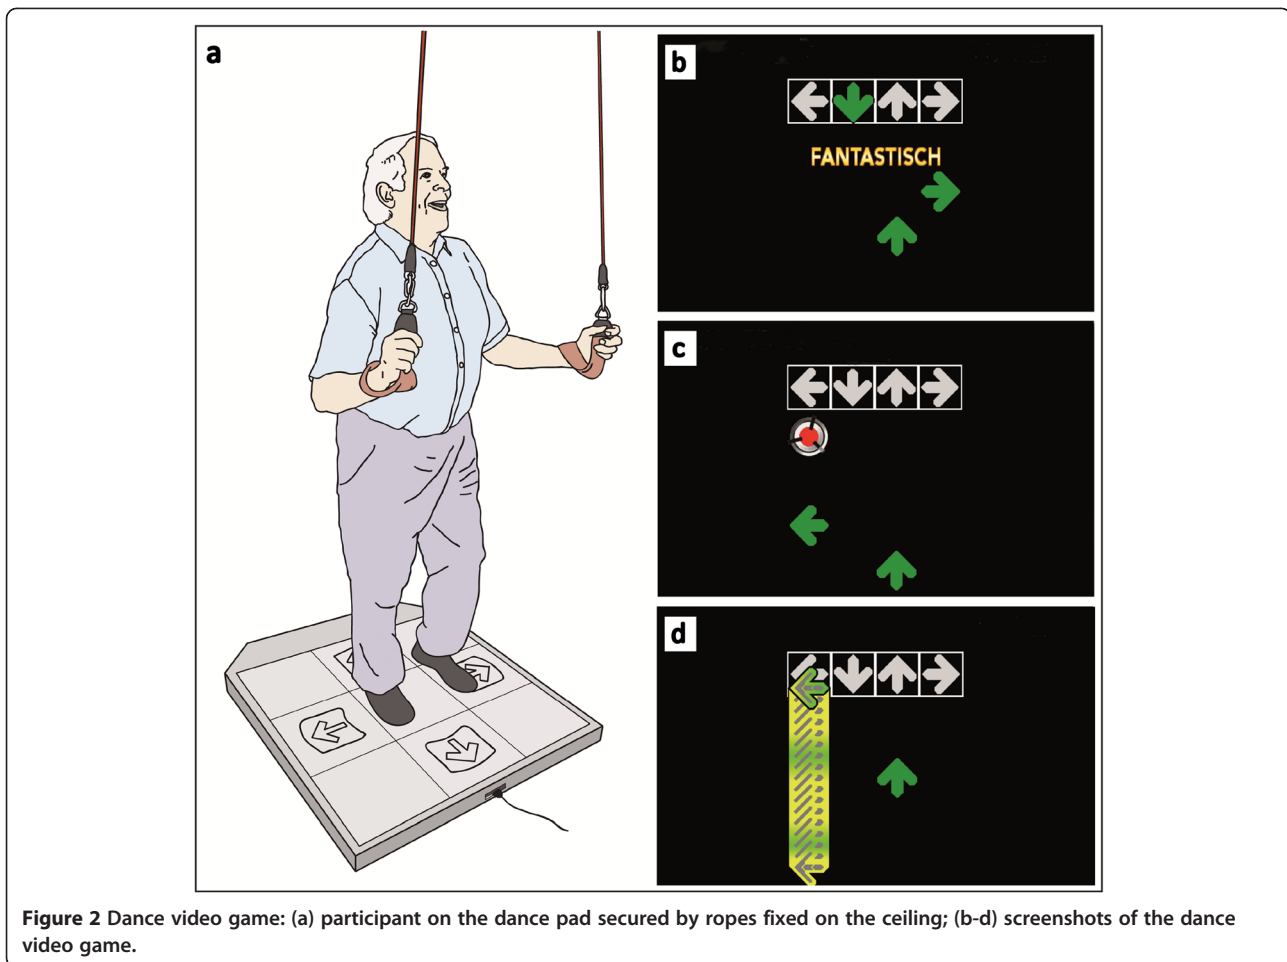 a
b
FANTASTISCH
c
d
Figure 2 Dance video game: (a) participant on the dance pad secured by ropes fixed on the ceiling; (b-d) screenshots of the dance
video game.